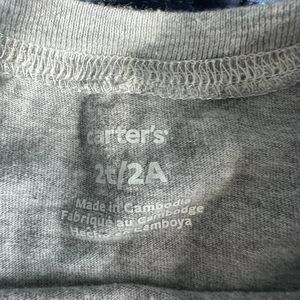 carter's
2t/2A
Made in Cambodia
Fabriqué au Cambodge
Hecho en Camboya